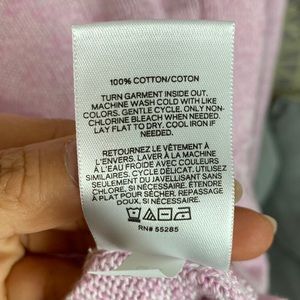 100% COTTON/COTON
TURN GARMENT INSIDE OUT.
MACHINE WASH COLD WITH LIKE
COLORS. GENTLE CYCLE. ONLY NON-
CHLORINE BLEACH WHEN NEEDED.
LAY FLAT TO DRY. COOL IRON IF
NEEDED.
RETOURNEZ LE VÊTEMENT À
L'ENVERS. LAVER À LA MACHINE
À L'EAU FROIDE AVEC COULEURS
SIMILAIRES. CYCLE DÉLICAT. UTILISEZ
SEULEMENT DU JAVELLISANT SANS
CHLORE, SI NÉCESSAIRE. ÉTENDRE
À PLAT POUR SÉCHER. REPASSAGE
DOUX, SI NÉCESSAIRE.
RN# 55285